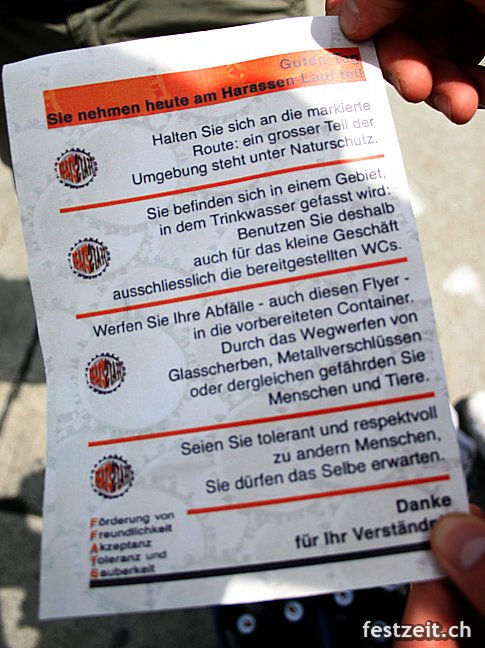 Guten Tag
Sie nehmen heute am Harassen-Lauf teil
Halten Sie sich an die markierte
Route: ein grosser Teil der
Umgebung steht unter Naturschutz.
Sie befinden sich in einem Gebiet,
in dem Trinkwasser gefasst wird:
Benutzen Sie deshalb
auch für das kleine Geschäft
ausschliesslich die bereitgestellten WCs.
Werfen Sie Ihre Abfälle - auch diesen Flyer -
in die vorbereiteten Container.
Durch das Wegwerfen von
Glasscherben, Metallverschlüssen
oder dergleichen gefährden Sie
Menschen und Tiere.
Seien Sie tolerant und respektvoll
zu andern Menschen,
Sie dürfen das Selbe erwarten.
Danke
für Ihr
Förderung von
Freundlichkeit
Akzeptanz
Toleranz und
Sauberkeit
festzeit.ch